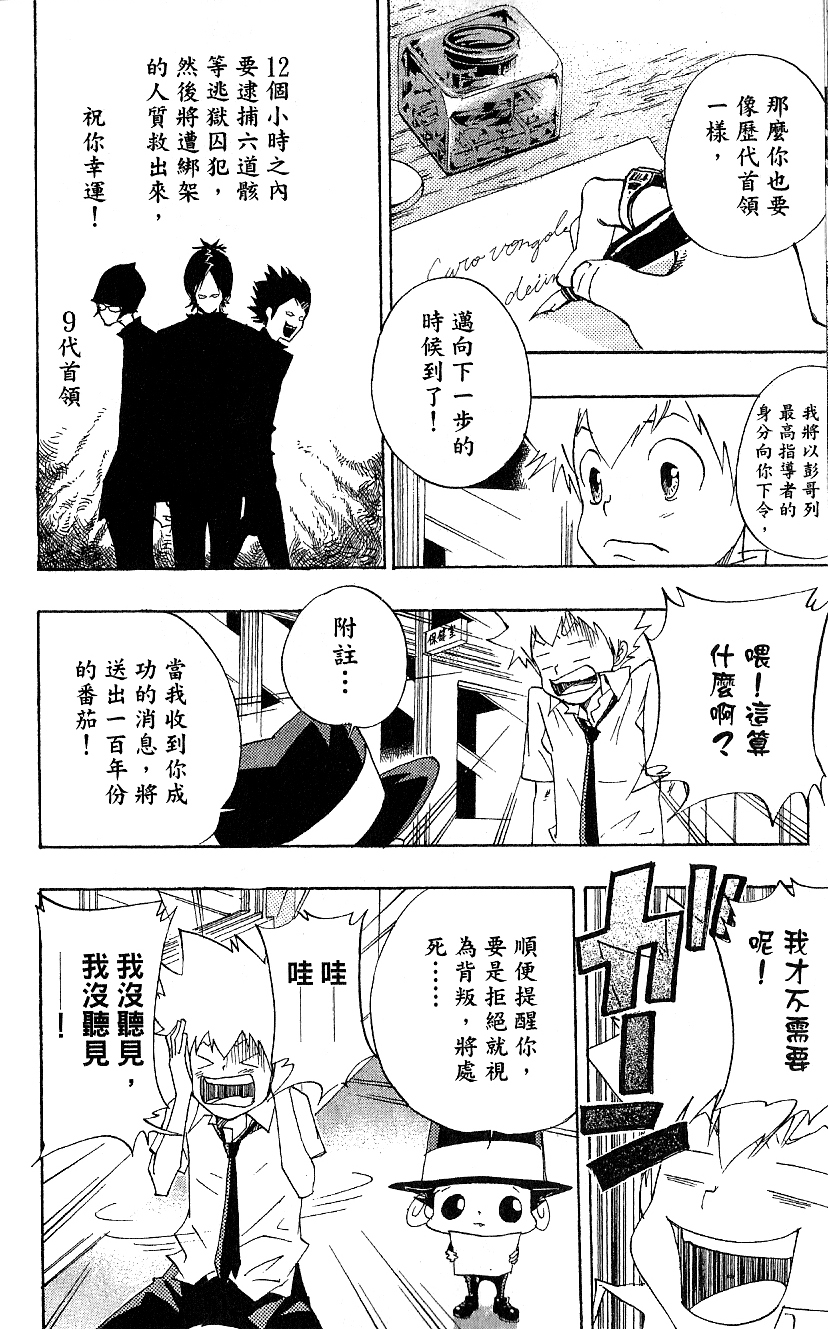 那麼你也要
像歷代首領
一樣，
Caro vongola
邁向下一步的
時候到了！
我將以彭哥列
最高指導者的
身分向你下令，
12個小時之內
要逮捕六道骸
等逃獄囚犯，
然後將遭綁架
的人質救出來，
祝你幸運！
9代首領
喂！這算
什麼啊？
保健室
附註…
當我收到你成
功的消息，將
送出一百年份
的番茄！
我才不需要
呢！
順便提醒你，
要是拒絕就視
為背叛，將處
死……
哇
哇
我沒聽見，
我沒聽見
——！